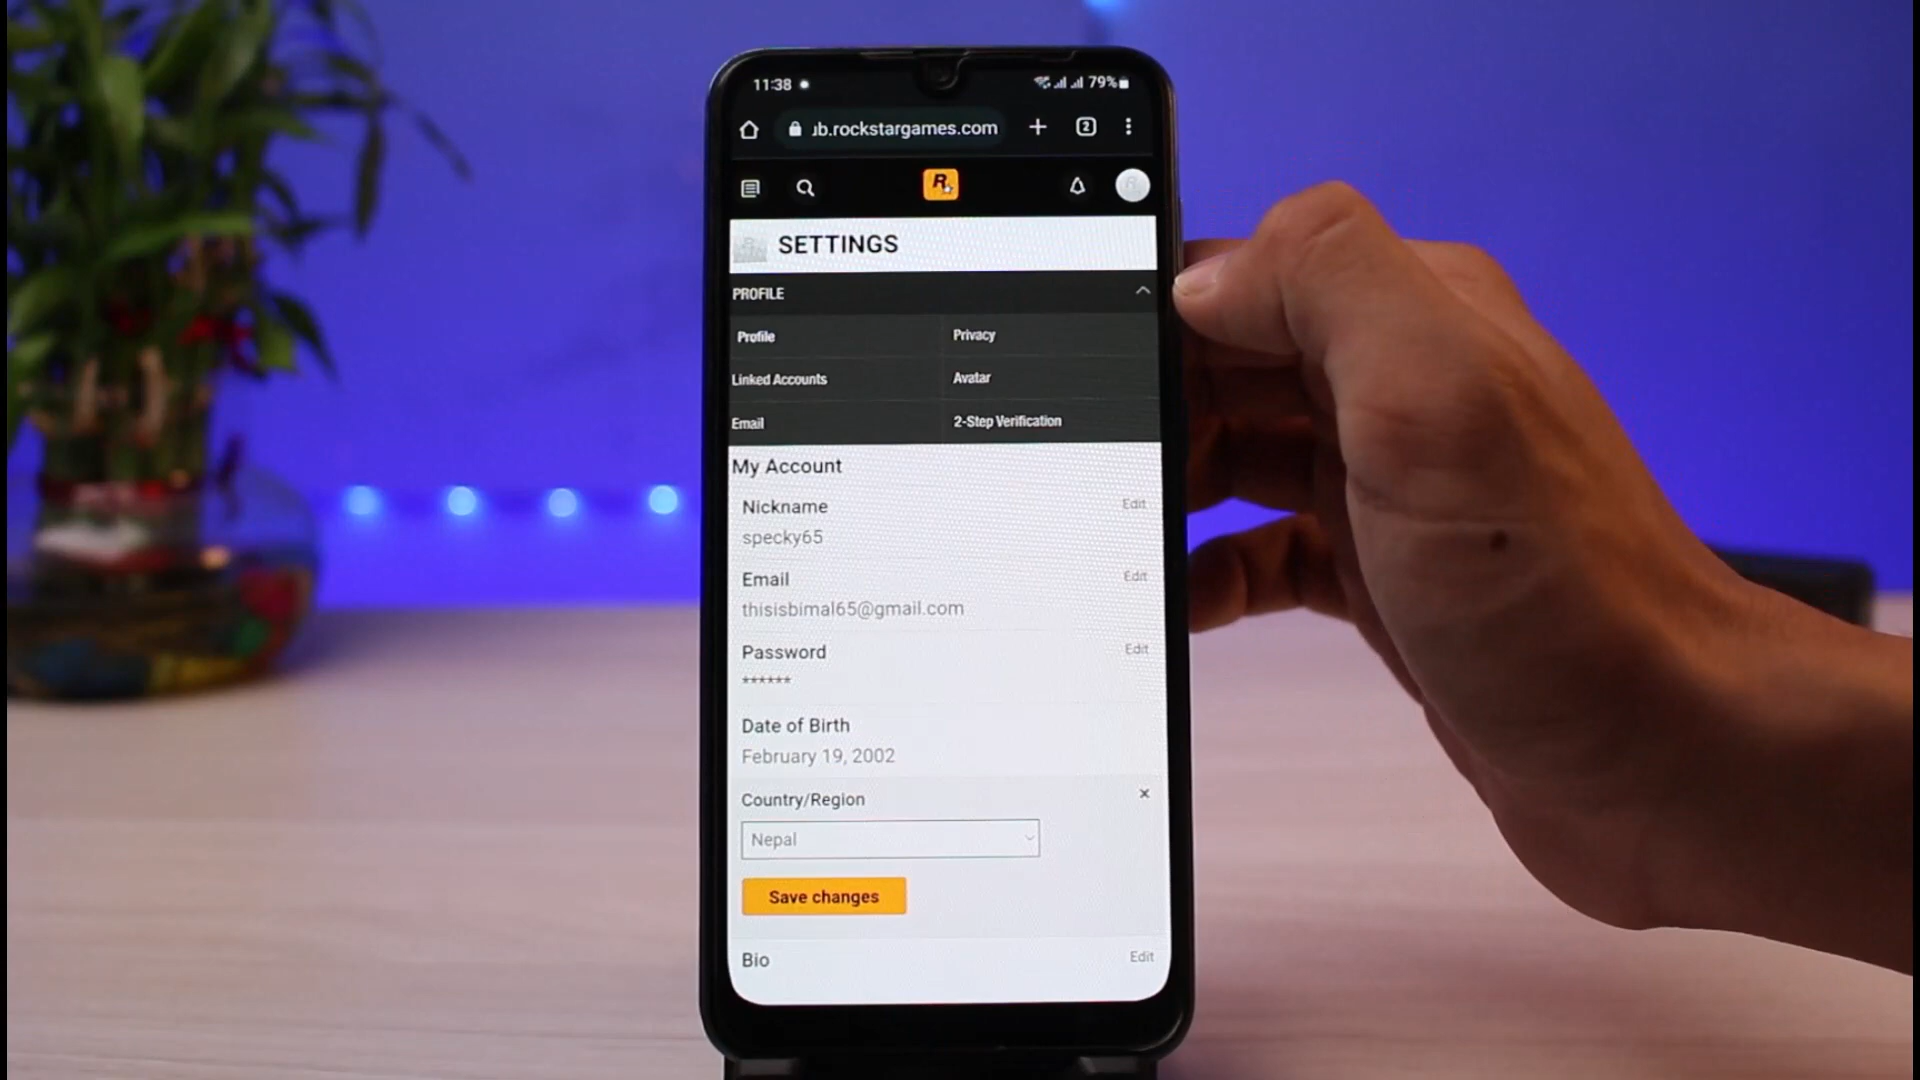 11:38 79%
ub.rockstargames.com 2
R
SETTINGS
PROFILE
Profile Privacy
Linked Accounts Avatar
Email 2-Step Verification
My Account
Nickname Edit
specky65
Email Edit
thisisbimal65@gmail.com
Password Edit
******
Date of Birth
February 19, 2002
Country/Region
Nepal
Save changes
Bio Edit